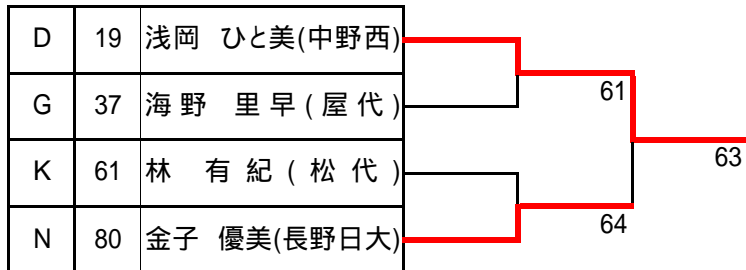 D 19 浅岡 ひと美(中野西)
G 37 海野 里早(屋代)
K 61 林 有紀(松代)
N 80 金子 優美(長野日大)
61
63
64